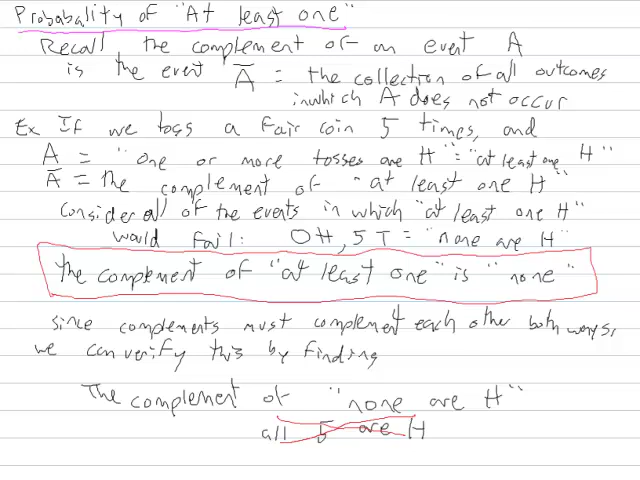 Probability of "At least one"
Recall the complement of an event A
is the event A̅ = the collection of all outcomes
in which A does not occur
Ex If we toss a fair coin 5 times, and
A = "one or more tosses are H" = "at least one H"
A̅ = the complement of "at least one H"
Consider all of the events in which "at least one H"
would fail: 0H, 5T = "none are H"
The complement of "at least one" is "none"
since complements must complement each other both ways,
we can verify this by finding
The complement of "none are H"
all 5 are H